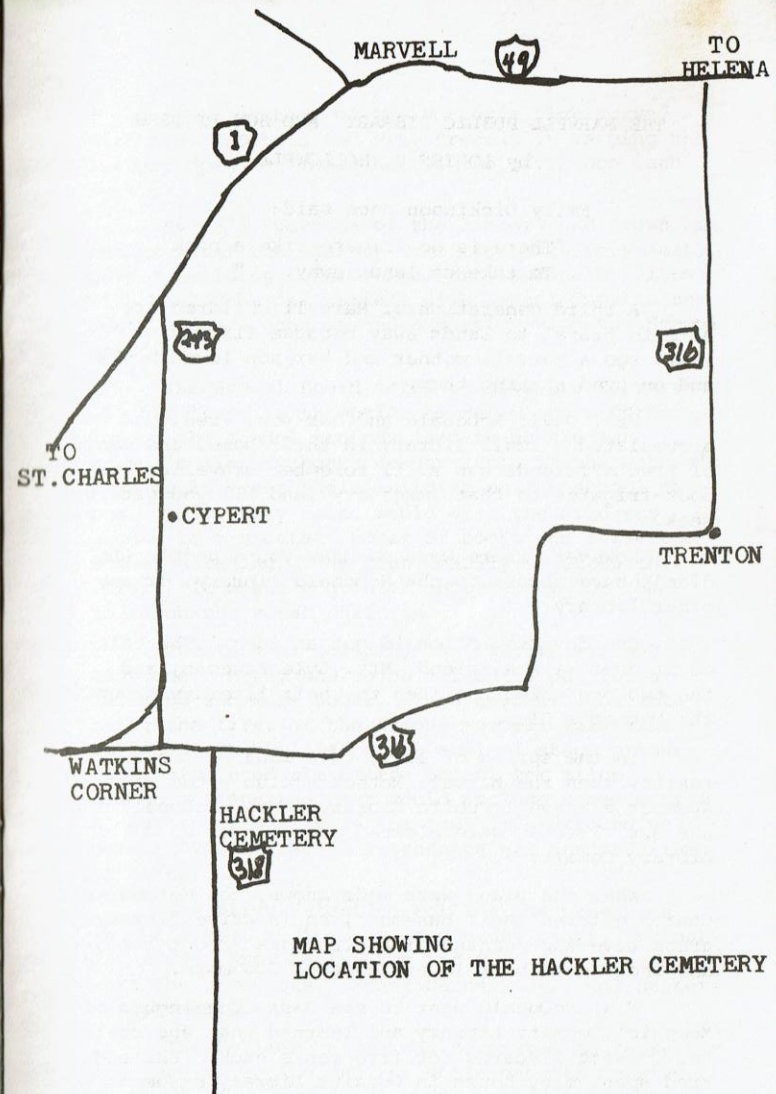 MARVELL
49
TO
HELENA
1
243
316
TO
ST.CHARLES
CYPERT
TRENTON
316
WATKINS
CORNER
HACKLER
CEMETERY
318
MAP SHOWING
LOCATION OF THE HACKLER CEMETERY